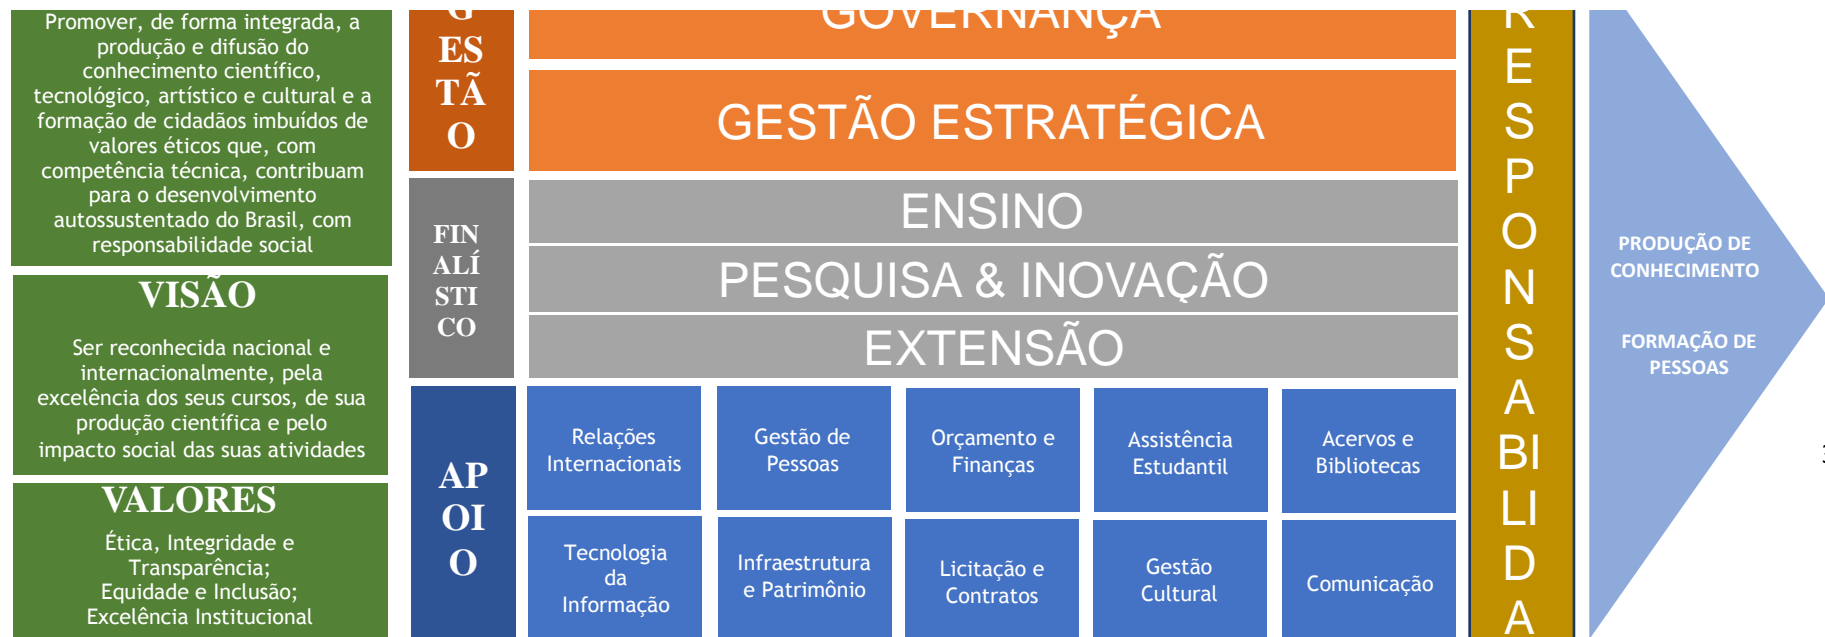 Promover, de forma integrada, a
produção e difusão do
conhecimento científico,
tecnológico, artístico e cultural e a
formação de cidadãos imbuídos de
valores éticos que, com
competência técnica, contribuam
para o desenvolvimento
autossustentado do Brasil, com
responsabilidade social
VISÃO
Ser reconhecida nacional e
internacionalmente, pela
excelência dos seus cursos, de sua
produção científica e pelo
impacto social das suas atividades
VALORES
Ética, Integridade e
Transparência;
Equidade e Inclusão;
Excelência Institucional
G
ES
TÃ
O
GOVERNANÇA
GESTÃO ESTRATÉGICA
FIN
ALÍ
STI
CO
ENSINO
PESQUISA & INOVAÇÃO
EXTENSÃO
AP
OI
O
Relações
Internacionais
Gestão de
Pessoas
Orçamento e
Finanças
Assistência
Estudantil
Acervos e
Bibliotecas
Tecnologia
da
Informação
Infraestrutura
e Patrimônio
Licitação e
Contratos
Gestão
Cultural
Comunicação
R
E
S
P
O
N
S
A
BI
LI
D
A
PRODUÇÃO DE
CONHECIMENTO
FORMAÇÃO DE
PESSOAS